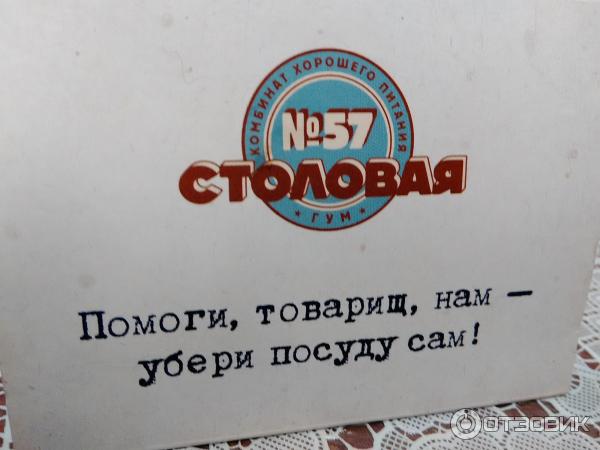 КОМБИНАТ ХОРОШЕГО ПИТАНИЯ
№57
СТОЛОВАЯ
ГУМ
Помоги, товарищ, нам —
убери посуду сам!
ОТЗОВИК